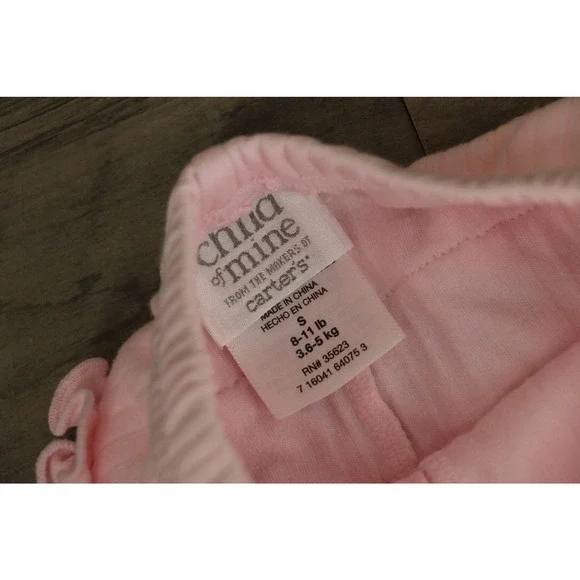 child
of mine
FROM THE MAKERS OF
carter's®
MADE IN CHINA
HECHO EN CHINA
S
8-11 lb
3.6-5 kg
RN# 35623
7 16041 64075 3